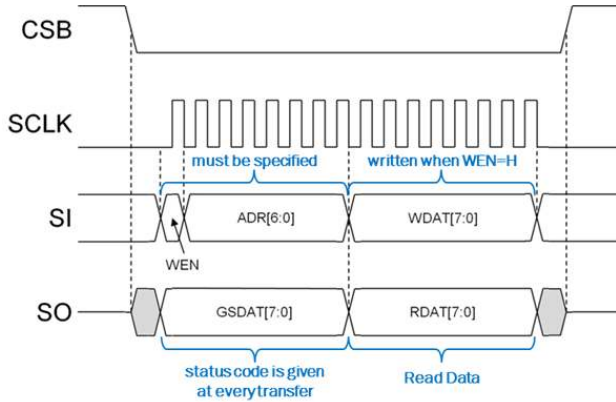 CSB
SCLK
must be specified
written when WEN=H
SI
ADR[6:0]
WDAT[7:0]
WEN
SO
GSDAT[7:0]
RDAT[7:0]
status code is given
at every transfer
Read Data